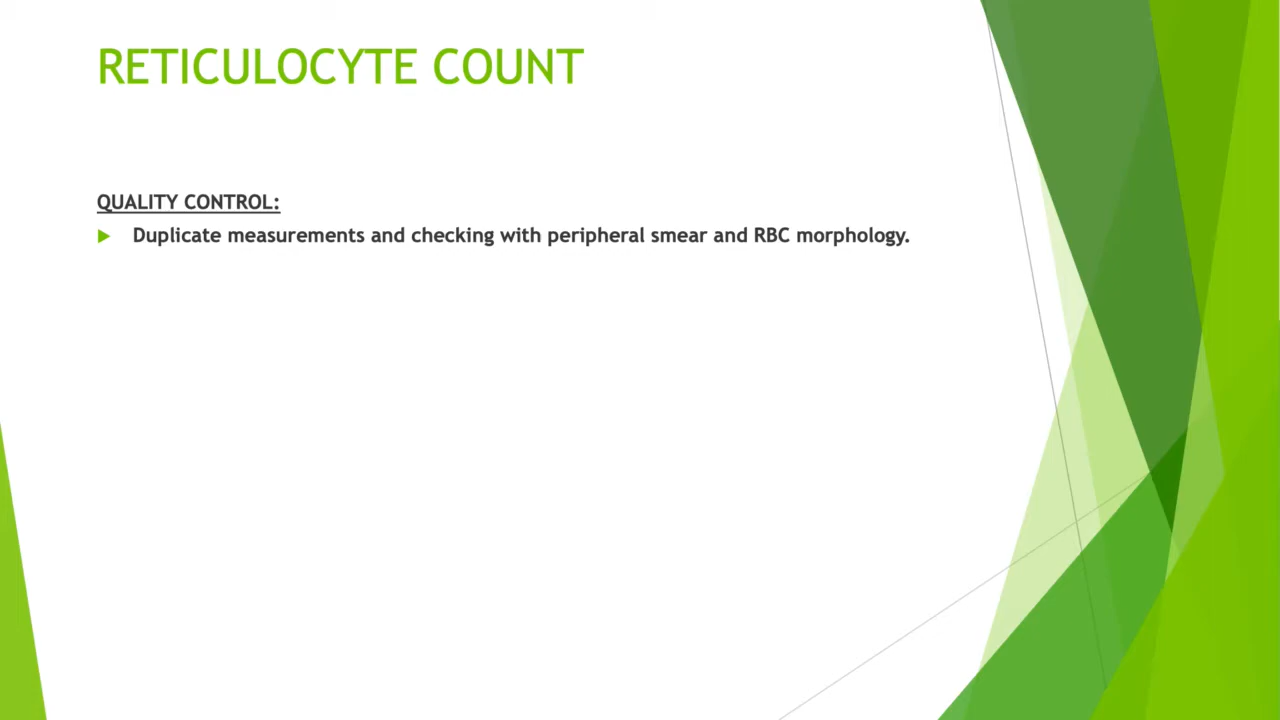 RETICULOCYTE COUNT
QUALITY CONTROL:
Duplicate measurements and checking with peripheral smear and RBC morphology.